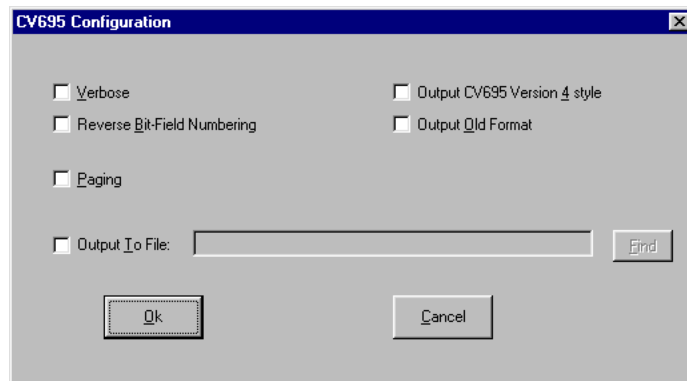 CV695 Configuration
Verbose
Output CV695 Version 4 style
Reverse Bit-Field Numbering
Output Old Format
Paging
Output To File:
Find
Ok
Cancel